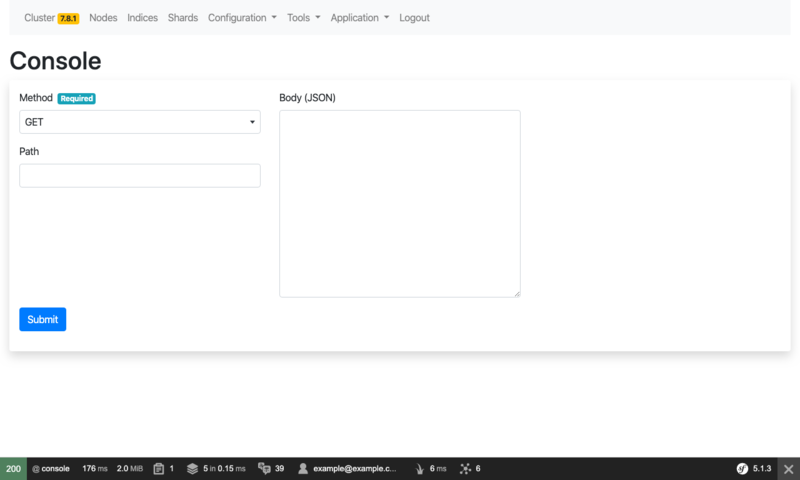 Cluster 7.8.1 Nodes Indices Shards Configuration Tools Application Logout
Console
Method Required
GET
Path
Body (JSON)
Submit
200 @ console 176 ms 2.0 MiB 1 5 in 0.15 ms 39 example@example.c... 6 ms 6 sf 5.1.3